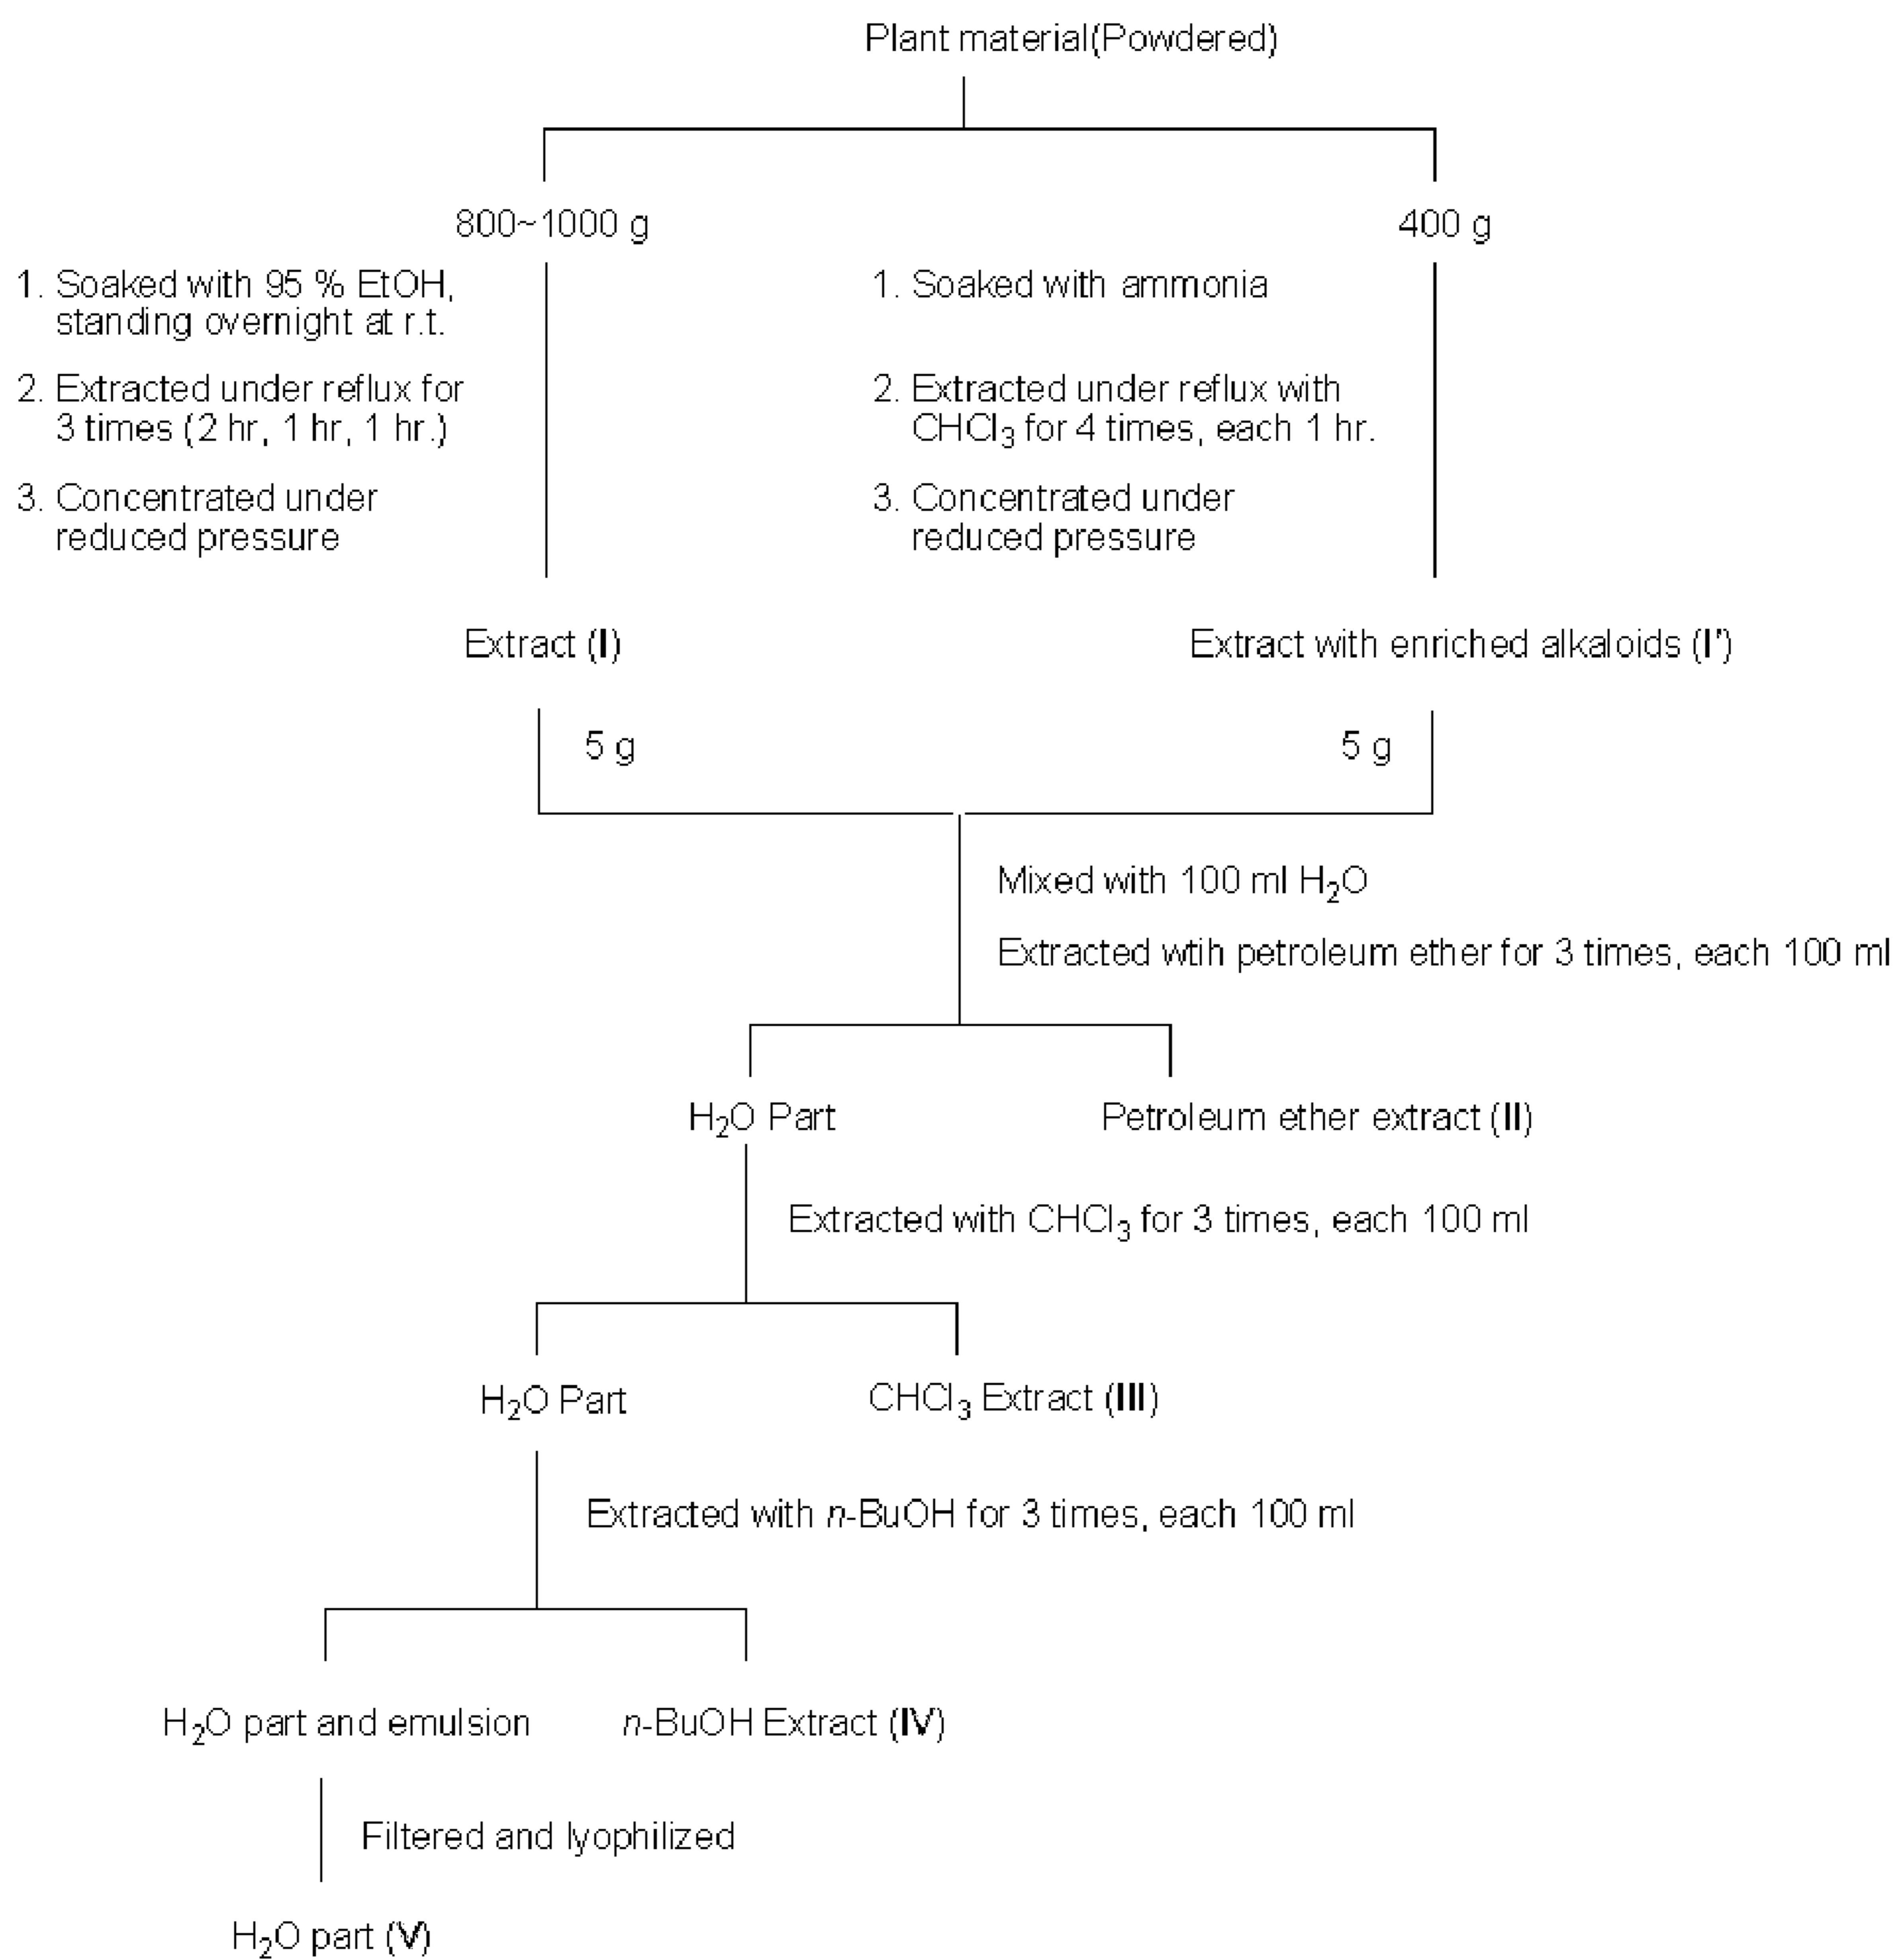 Plant material(Powdered)
800~1000 g
400 g
1. Soaked with 95 % EtOH,
standing overnight at r.t.
2. Extracted under reflux for
3 times (2 hr, 1 hr, 1 hr.)
3. Concentrated under
reduced pressure
1. Soaked with ammonia
2. Extracted under reflux with
CHCl₃ for 4 times, each 1 hr.
3. Concentrated under
reduced pressure
Extract (I)
Extract with enriched alkaloids (I')
5 g
5 g
Mixed with 100 ml H₂O
Extracted wtih petroleum ether for 3 times, each 100 ml
H₂O Part
Petroleum ether extract (II)
Extracted with CHCl₃ for 3 times, each 100 ml
H₂O Part
CHCl₃ Extract (III)
Extracted with n-BuOH for 3 times, each 100 ml
H₂O part and emulsion
n-BuOH Extract (IV)
Filtered and lyophilized
H₂O part (V)